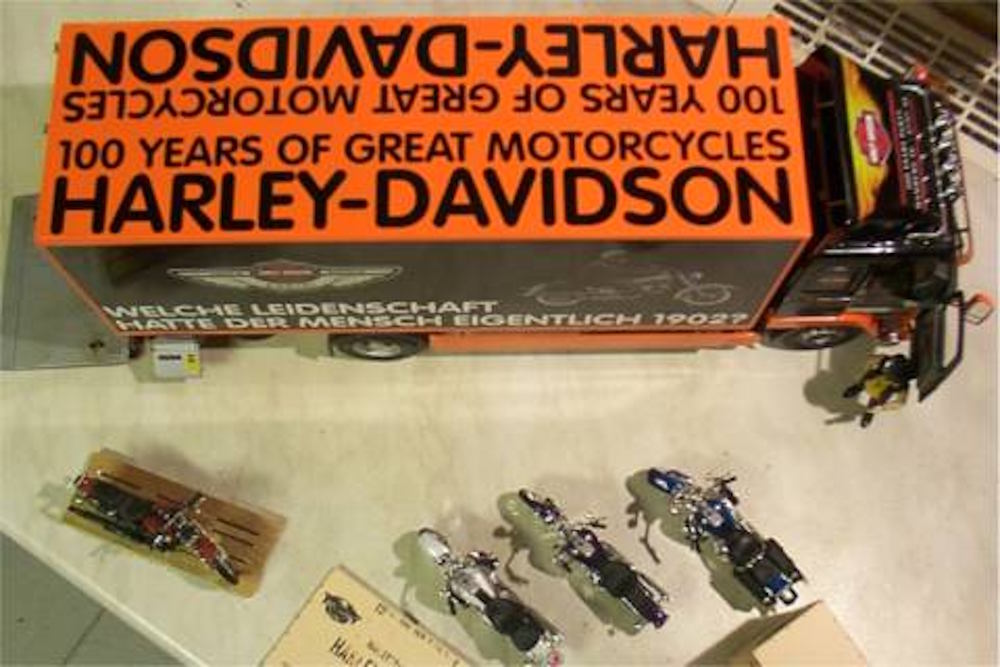 HARLEY-DAVIDSON
100 YEARS OF GREAT MOTORCYCLES
100 YEARS OF GREAT MOTORCYCLES
HARLEY-DAVIDSON
WELCHE LEIDENSCHAFT
HATTE DER MENSCH EIGENTLICH 1902?